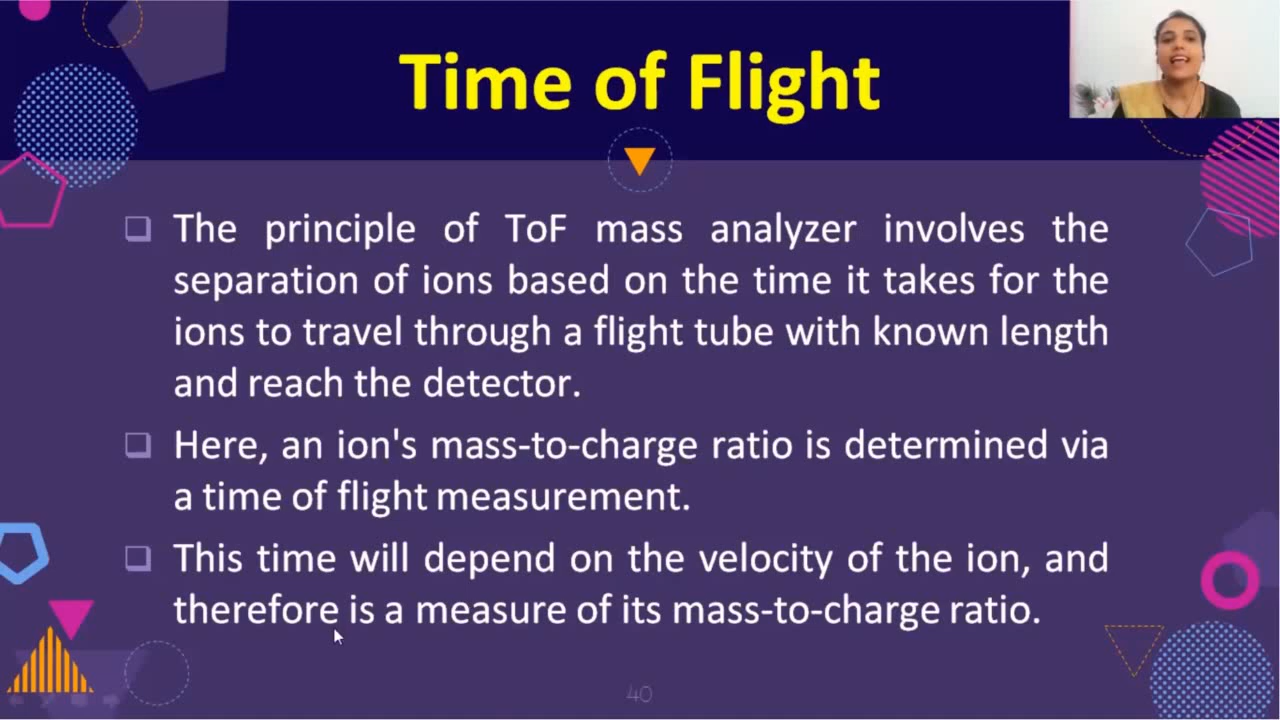 Time of Flight
The principle of ToF mass analyzer involves the
separation of ions based on the time it takes for the
ions to travel through a flight tube with known length
and reach the detector.
Here, an ion's mass-to-charge ratio is determined via
a time of flight measurement.
This time will depend on the velocity of the ion, and
therefore is a measure of its mass-to-charge ratio.
40